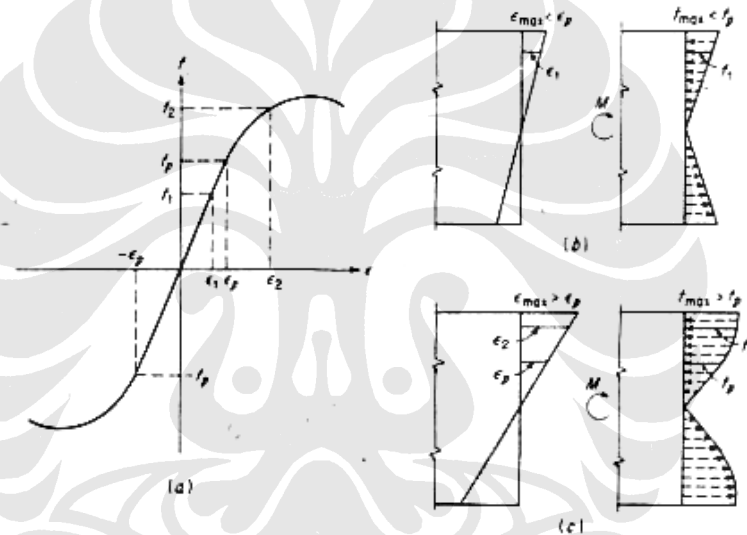 f
f₂
fₚ
f₁
-ϵₚ
ϵ₁ ϵₚ ϵ₂
ϵ
fₚ
(a)
ϵmax < ϵₚ
fmax < fₚ
ϵ₁
f₁
M
(b)
ϵmax > ϵₚ
fmax > fₚ
ϵ₂
ϵₚ
fₚ
M
(c)